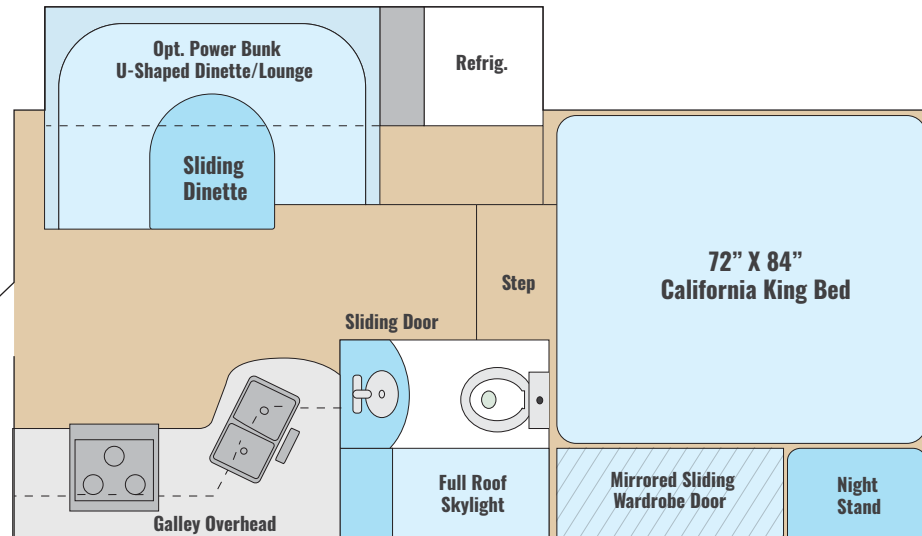 Opt. Power Bunk
U-Shaped Dinette/Lounge
Refrig.
Sliding
Dinette
72” X 84”
California King Bed
Step
Sliding Door
Full Roof
Skylight
Mirrored Sliding
Wardrobe Door
Night
Stand
Galley Overhead